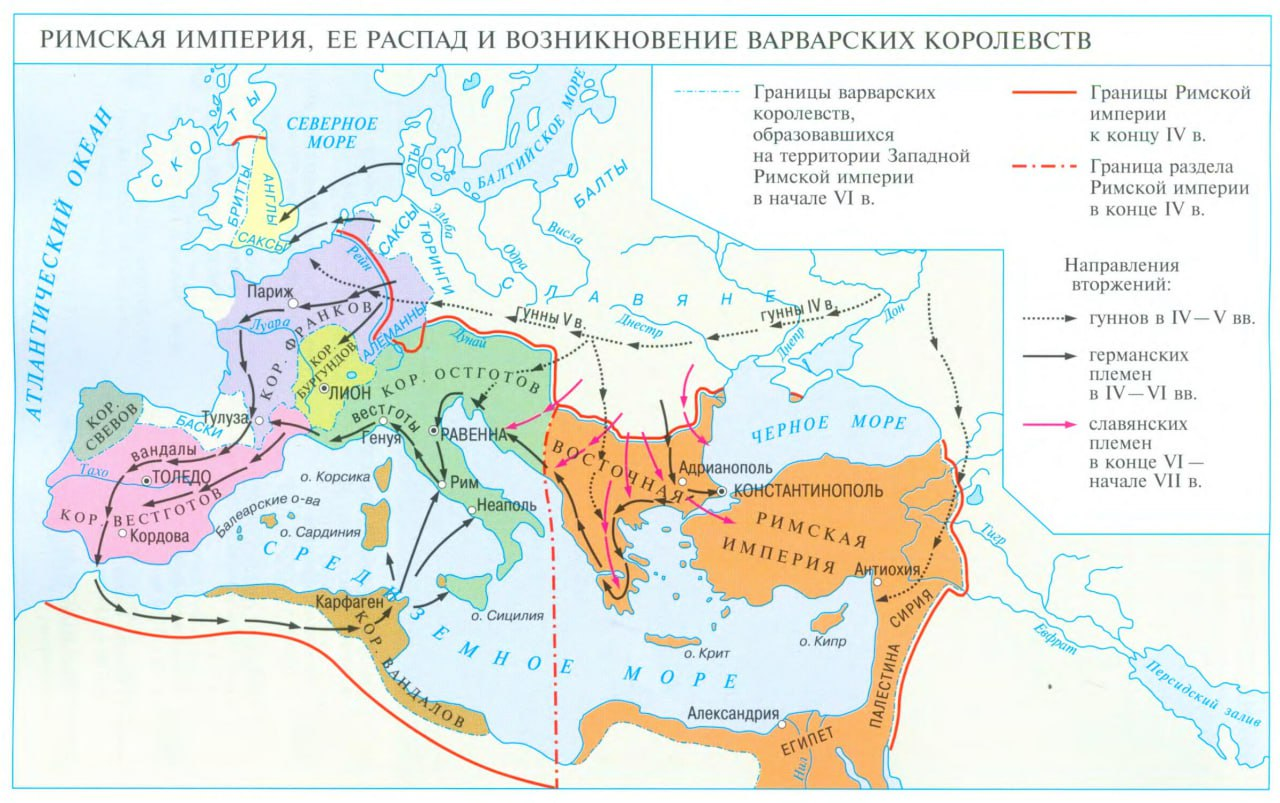 РИМСКАЯ ИМПЕРИЯ, ЕЕ РАСПАД И ВОЗНИКНОВЕНИЕ ВАРВАРСКИХ КОРОЛЕВСТВ
Границы варварских
королевств,
образовавшихся
на территории Западной
Римской империи
в начале VI в.
Границы Римской
империи
к концу IV в.
Граница раздела
Римской империи
в конце IV в.
Направления
вторжений:
гуннов в IV — V вв.
германских
племен
в IV — VI вв.
славянских
племен
в конце VI —
начале VII в.
АТЛАНТИЧЕСКИЙ ОКЕАН
СЕВЕРНОЕ
МОРЕ
БАЛТИЙСКОЕ МОРЕ
СКОТТЫ
БРИТТЫ
АНГЛЫ
САКСЫ
ЮТЫ
САКСЫ
ТЮРИНГИ
БАЛТЫ
Эльба
Одра
Висла
Рейн
СЛАВЯНЕ
гунны V в.
гунны IV в.
Днестр
Днепр
Дон
Париж
Луара
КОР. ФРАНКОВ
АЛЕМАННЫ
Дунай
КОР.
БУРГУНДОВ
ЛИОН
КОР. ОСТГОТОВ
КОР.
СВЕВОВ
БАСКИ
Тулуза
вестготы
Генуя
РАВЕННА
ЧЕРНОЕ МОРЕ
вандалы
Тахо
ТОЛЕДО
КОР. ВЕСТГОТОВ
Кордова
Балеарские о-ва
о. Корсика
о. Сардиния
Рим
Неаполь
ВОСТОЧНАЯ
РИМСКАЯ
ИМПЕРИЯ
Адрианополь
КОНСТАНТИНОПОЛЬ
Тигр
Антиохия
СИРИЯ
Карфаген
КОР. ВАНДАЛОВ
о. Сицилия
СРЕДИЗЕМНОЕ МОРЕ
о. Крит
о. Кипр
Евфрат
Персидский залив
ПАЛЕСТИНА
Александрия
ЕГИПЕТ
Нил